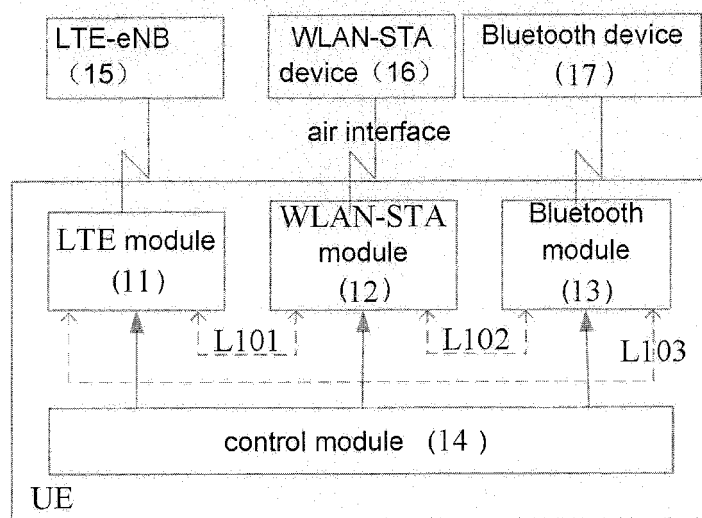 LTE-eNB
(15)
WLAN-STA
device (16)
Bluetooth device
(17)
air interface
LTE module
(11)
WLAN-STA
module
(12)
Bluetooth
module
(13)
L101
L102
L103
control module (14)
UE